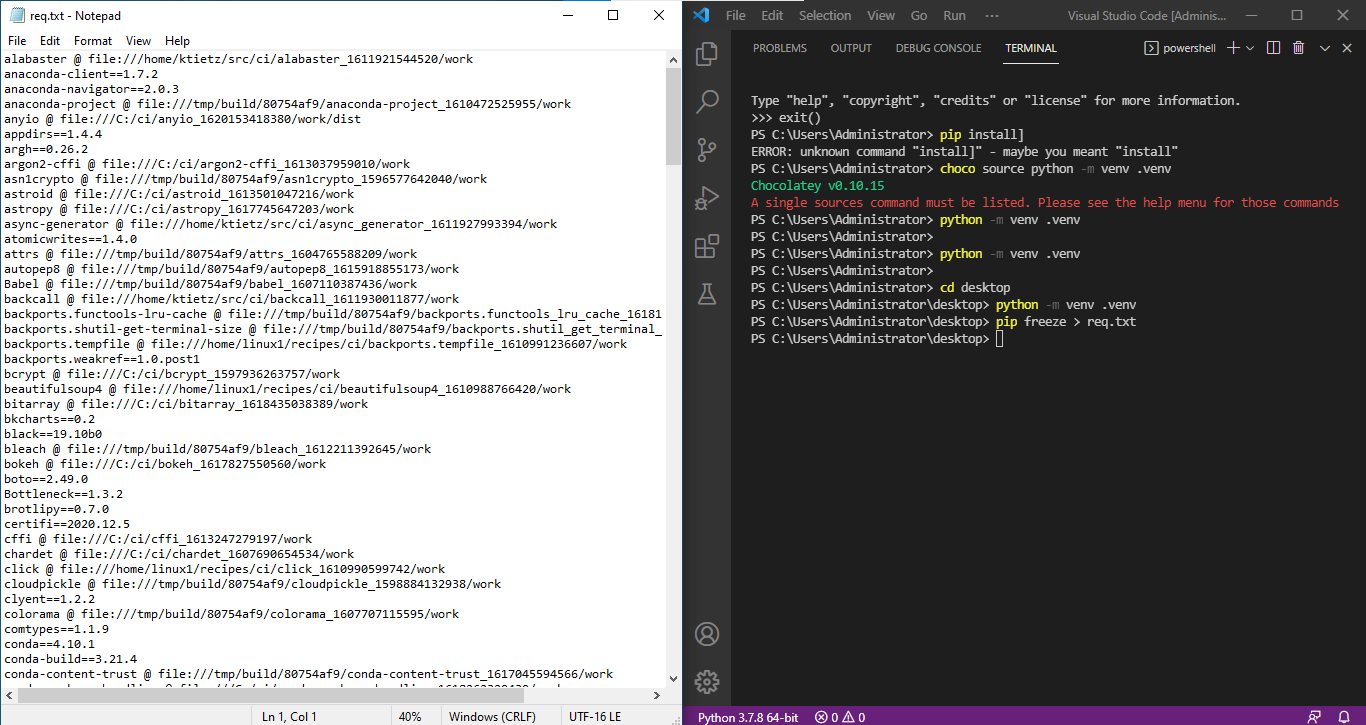 req.txt - Notepad
File Edit Format View Help
alabaster @ file:///home/ktietz/src/ci/alabaster_1611921544520/work
anaconda-client==1.7.2
anaconda-navigator==2.0.3
anaconda-project @ file:///tmp/build/80754af9/anaconda-project_1610472525955/work
anyio @ file:///C:/ci/anyio_1620153418380/work/dist
appdirs==1.4.4
argh==0.26.2
argon2-cffi @ file:///C:/ci/argon2-cffi_1613037959010/work
asn1crypto @ file:///tmp/build/80754af9/asn1crypto_1596577642040/work
astroid @ file:///C:/ci/astroid_1613501047216/work
astropy @ file:///C:/ci/astropy_1617745647203/work
async-generator @ file:///home/ktietz/src/ci/async_generator_1611927993394/work
atomicwrites==1.4.0
attrs @ file:///tmp/build/80754af9/attrs_1604765588209/work
autopep8 @ file:///tmp/build/80754af9/autopep8_1615918855173/work
Babel @ file:///tmp/build/80754af9/babel_1607110387436/work
backcall @ file:///home/ktietz/src/ci/backcall_1611930011877/work
backports.functools-lru-cache @ file:///tmp/build/80754af9/backports.functools_lru_cache_16181
backports.shutil-get-terminal-size @ file:///tmp/build/80754af9/backports.shutil_get_terminal_
backports.tempfile @ file:///home/linux1/recipes/ci/backports.tempfile_1610991236607/work
backports.weakref==1.0.post1
bcrypt @ file:///C:/ci/bcrypt_1597936263757/work
beautifulsoup4 @ file:///home/linux1/recipes/ci/beautifulsoup4_1610988766420/work
bitarray @ file:///C:/ci/bitarray_1618435038389/work
bkcharts==0.2
black==19.10b0
bleach @ file:///tmp/build/80754af9/bleach_1612211392645/work
bokeh @ file:///C:/ci/bokeh_1617827550560/work
boto==2.49.0
Bottleneck==1.3.2
brotlipy==0.7.0
certifi==2020.12.5
cffi @ file:///C:/ci/cffi_1613247279197/work
chardet @ file:///C:/ci/chardet_1607690654534/work
click @ file:///home/linux1/recipes/ci/click_1610990599742/work
cloudpickle @ file:///tmp/build/80754af9/cloudpickle_1598884132938/work
clyent==1.2.2
colorama @ file:///tmp/build/80754af9/colorama_1607707115595/work
comtypes==1.1.9
conda==4.10.1
conda-build==3.21.4
conda-content-trust @ file:///tmp/build/80754af9/conda-content-trust_1617045594566/work
Ln 1, Col 1 40% Windows (CRLF) UTF-16 LE
File Edit Selection View Go Run ··· Visual Studio Code [Adminis...
PROBLEMS OUTPUT DEBUG CONSOLE TERMINAL powershell
Type "help", "copyright", "credits" or "license" for more information.
>>> exit()
PS C:\Users\Administrator> pip install]
ERROR: unknown command "install]" - maybe you meant "install"
PS C:\Users\Administrator> choco source python -m venv .venv
Chocolatey v0.10.15
A single sources command must be listed. Please see the help menu for those commands
PS C:\Users\Administrator> python -m venv .venv
PS C:\Users\Administrator>
PS C:\Users\Administrator> python -m venv .venv
PS C:\Users\Administrator>
PS C:\Users\Administrator> cd desktop
PS C:\Users\Administrator\desktop> python -m venv .venv
PS C:\Users\Administrator\desktop> pip freeze > req.txt
PS C:\Users\Administrator\desktop>
Python 3.7.8 64-bit 0 0